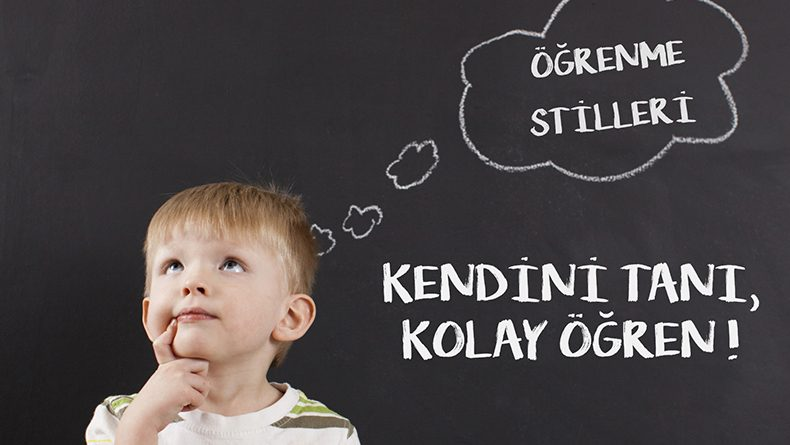 ÖĞRENME
STİLLERİ
KENDİNİ TANI,
KOLAY ÖĞREN!